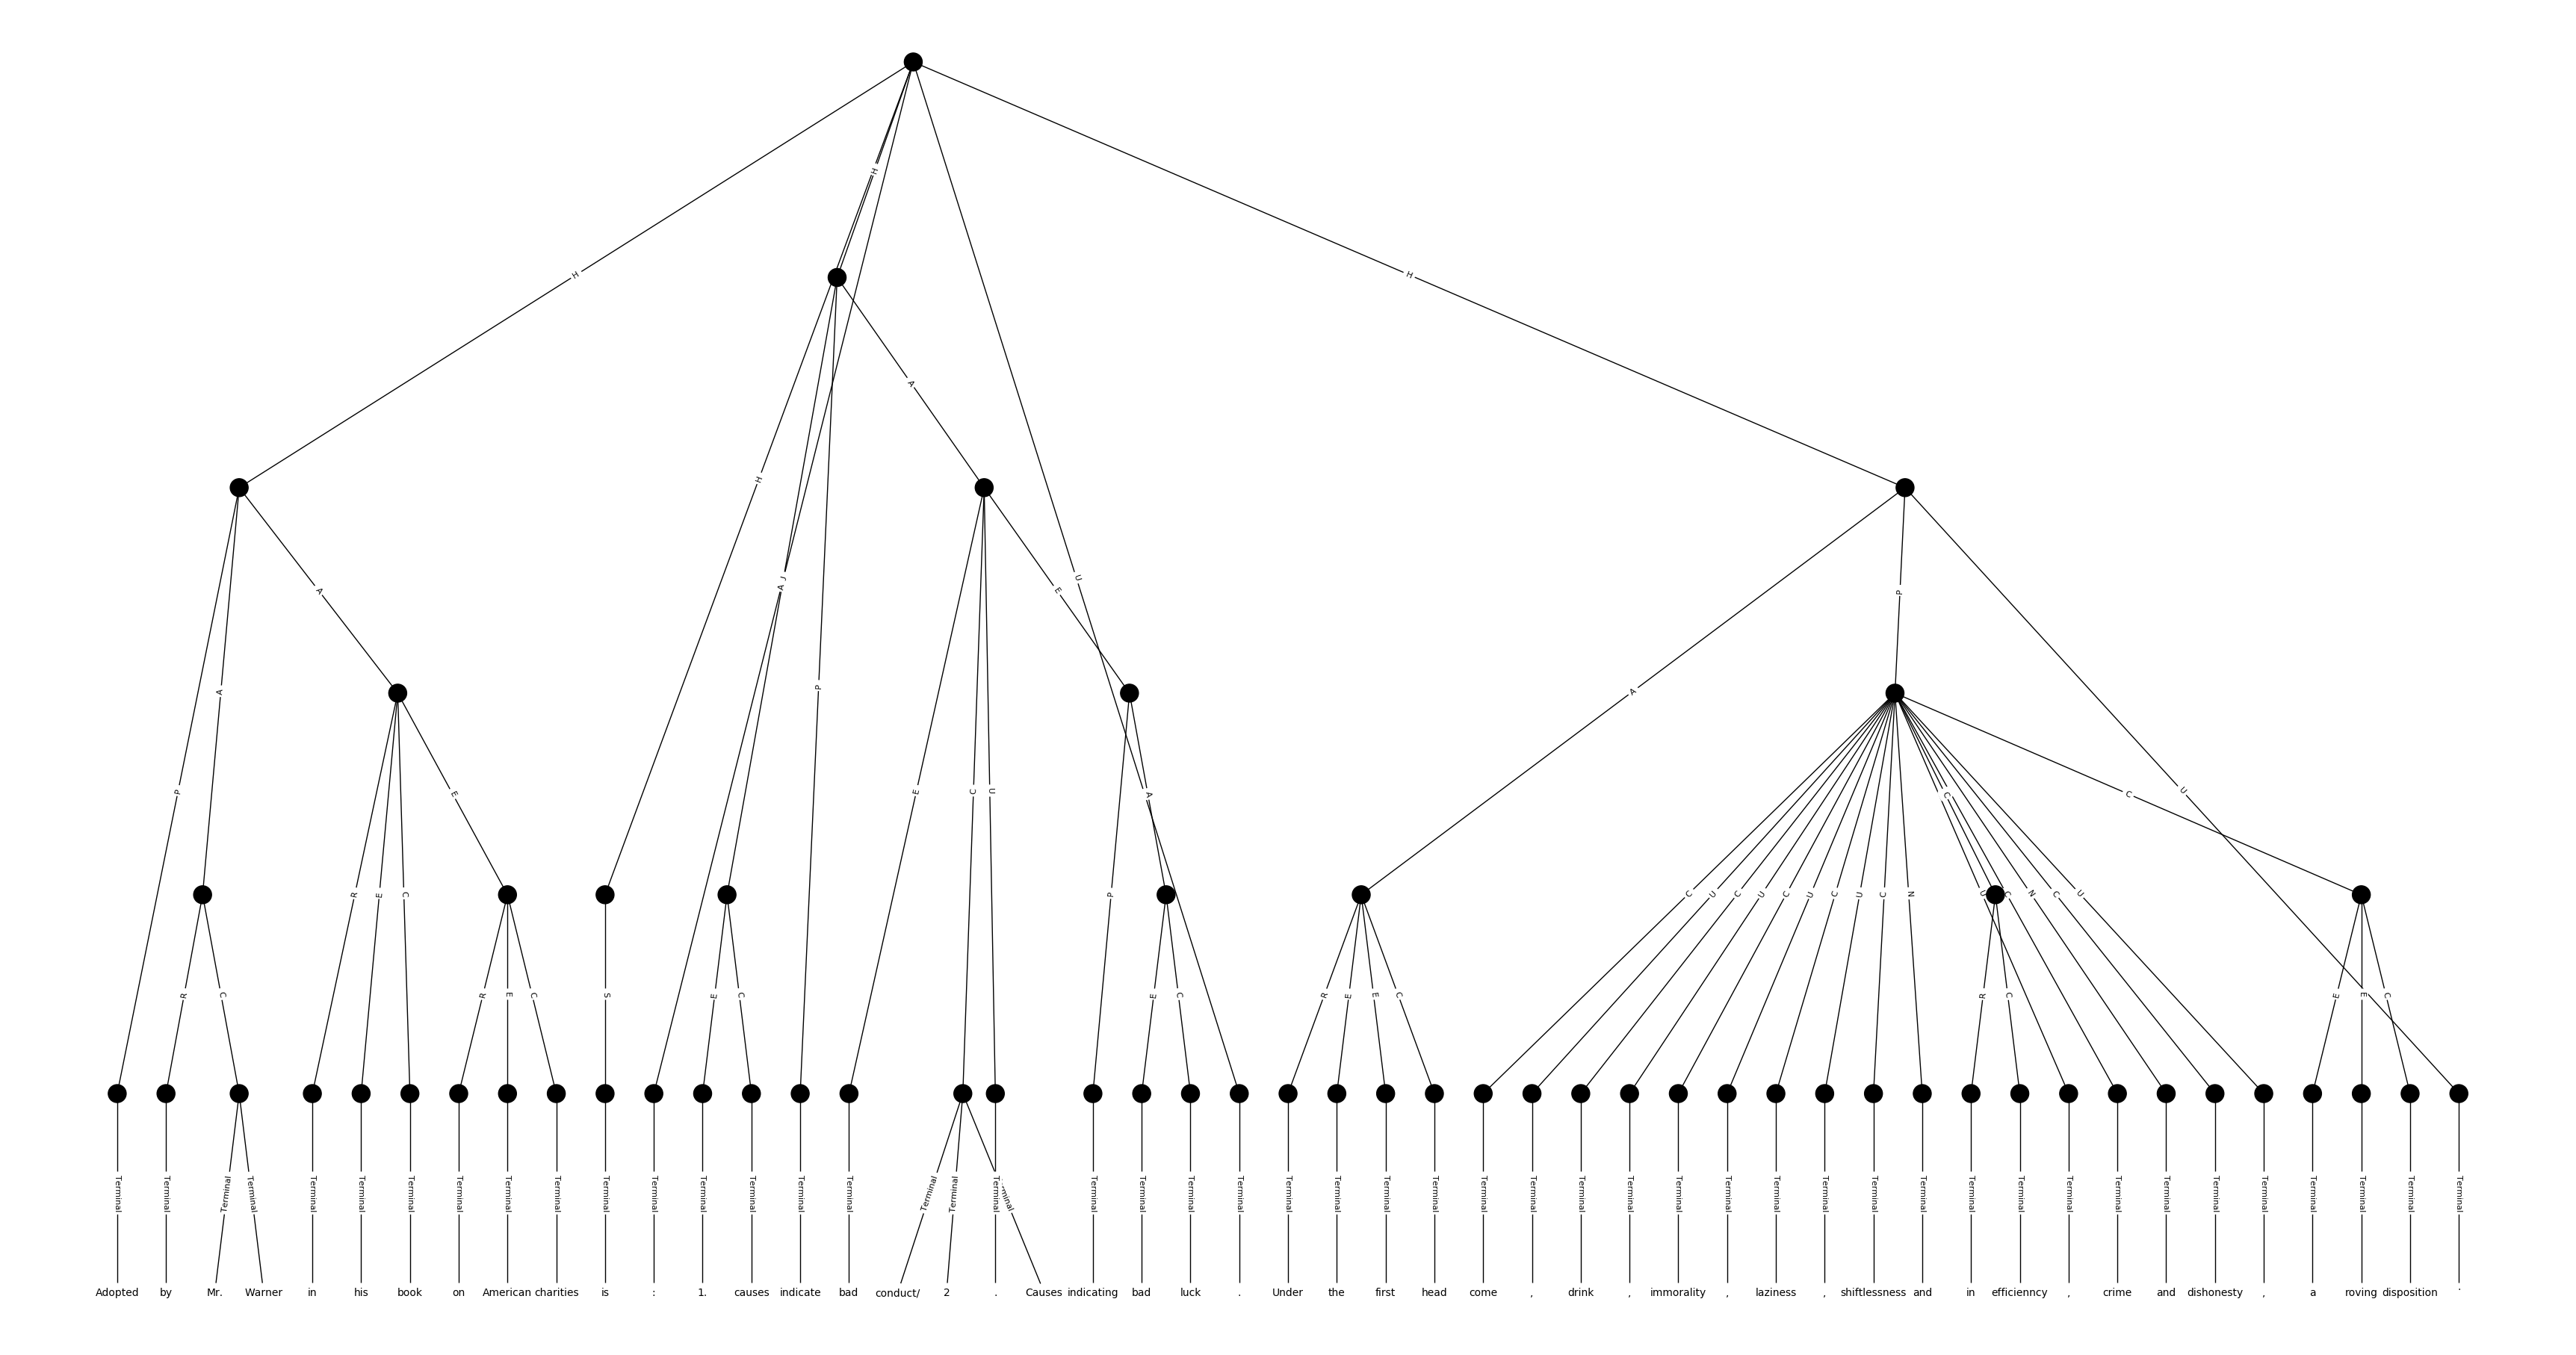 H
H
H
H
A
H
J
A
U
E
P
A
A
P
A
P
A
R
E
C
E
E
C
U
P
A
C
U
C
U
C
U
C
U
C
U
C
N
U
C
C
N
C
U
R
C
R
E
C
S
E
C
E
C
R
E
E
C
R
C
E
E
C
Terminal Terminal Terminal Terminal Terminal Terminal Terminal Terminal Terminal Terminal Terminal Terminal Terminal Terminal Terminal Terminal Terminal Terminal Terminal Terminal Terminal Terminal Terminal Terminal Terminal Terminal Terminal Terminal Terminal Terminal Terminal Terminal Terminal Terminal Terminal Terminal Terminal Terminal Terminal Terminal Terminal Terminal Terminal Terminal Terminal Terminal Terminal
Adopted by Mr. Warner in his book on American charities is : 1. causes indicate bad conduct/ 2 . Causes indicating bad luck . Under the first head come , drink , immorality , laziness , shiftlessness and in efficienncy , crime and dishonesty , a roving disposition .